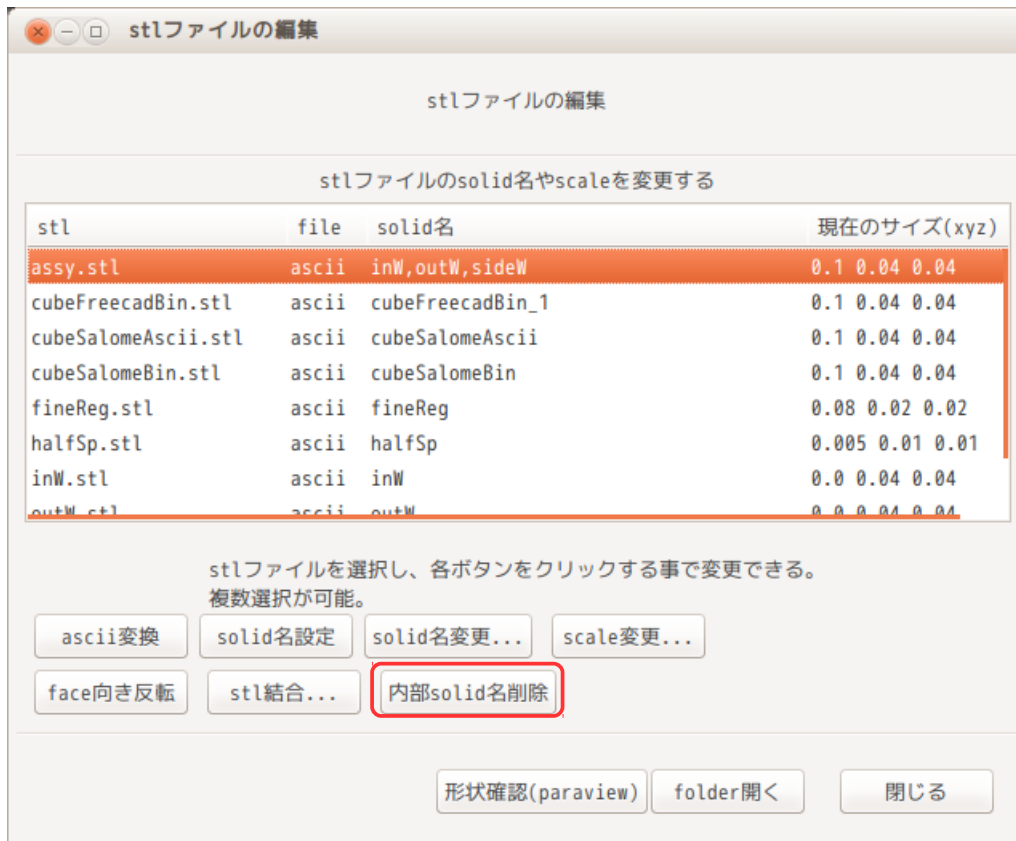 stlファイルの編集
stlファイルの編集
stlファイルのsolid名やscaleを変更する
stl file solid名 現在のサイズ(xyz)
assy.stl ascii inW,outW,sideW 0.1 0.04 0.04
cubeFreecadBin.stl ascii cubeFreecadBin_1 0.1 0.04 0.04
cubeSalomeAscii.stl ascii cubeSalomeAscii 0.1 0.04 0.04
cubeSalomeBin.stl ascii cubeSalomeBin 0.1 0.04 0.04
fineReg.stl ascii fineReg 0.08 0.02 0.02
halfSp.stl ascii halfSp 0.005 0.01 0.01
inW.stl ascii inW 0.0 0.04 0.04
outW.stl ascii outW 0.0 0.04 0.04
stlファイルを選択し、各ボタンをクリックする事で変更できる。
複数選択が可能。
ascii変換 solid名設定 solid名変更... scale変更...
face向き反転 stl結合... 内部solid名削除
形状確認(paraview) folder開く 閉じる